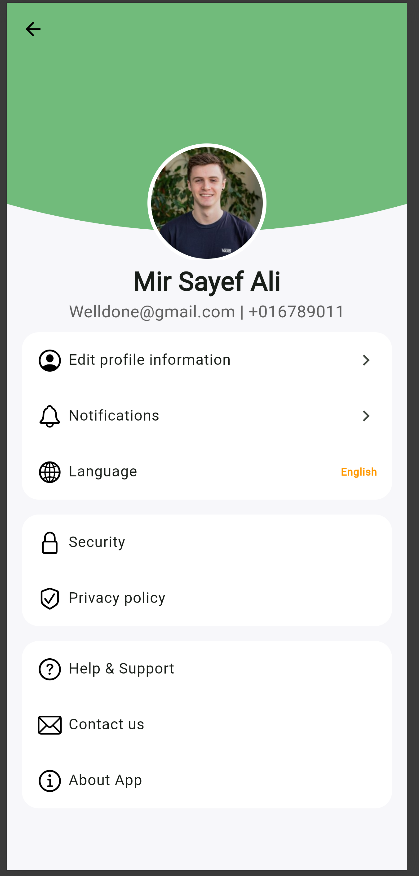 Mir Sayef Ali
Welldone@gmail.com | +016789011
Edit profile information
Notifications
Language English
Security
Privacy policy
Help & Support
Contact us
About App